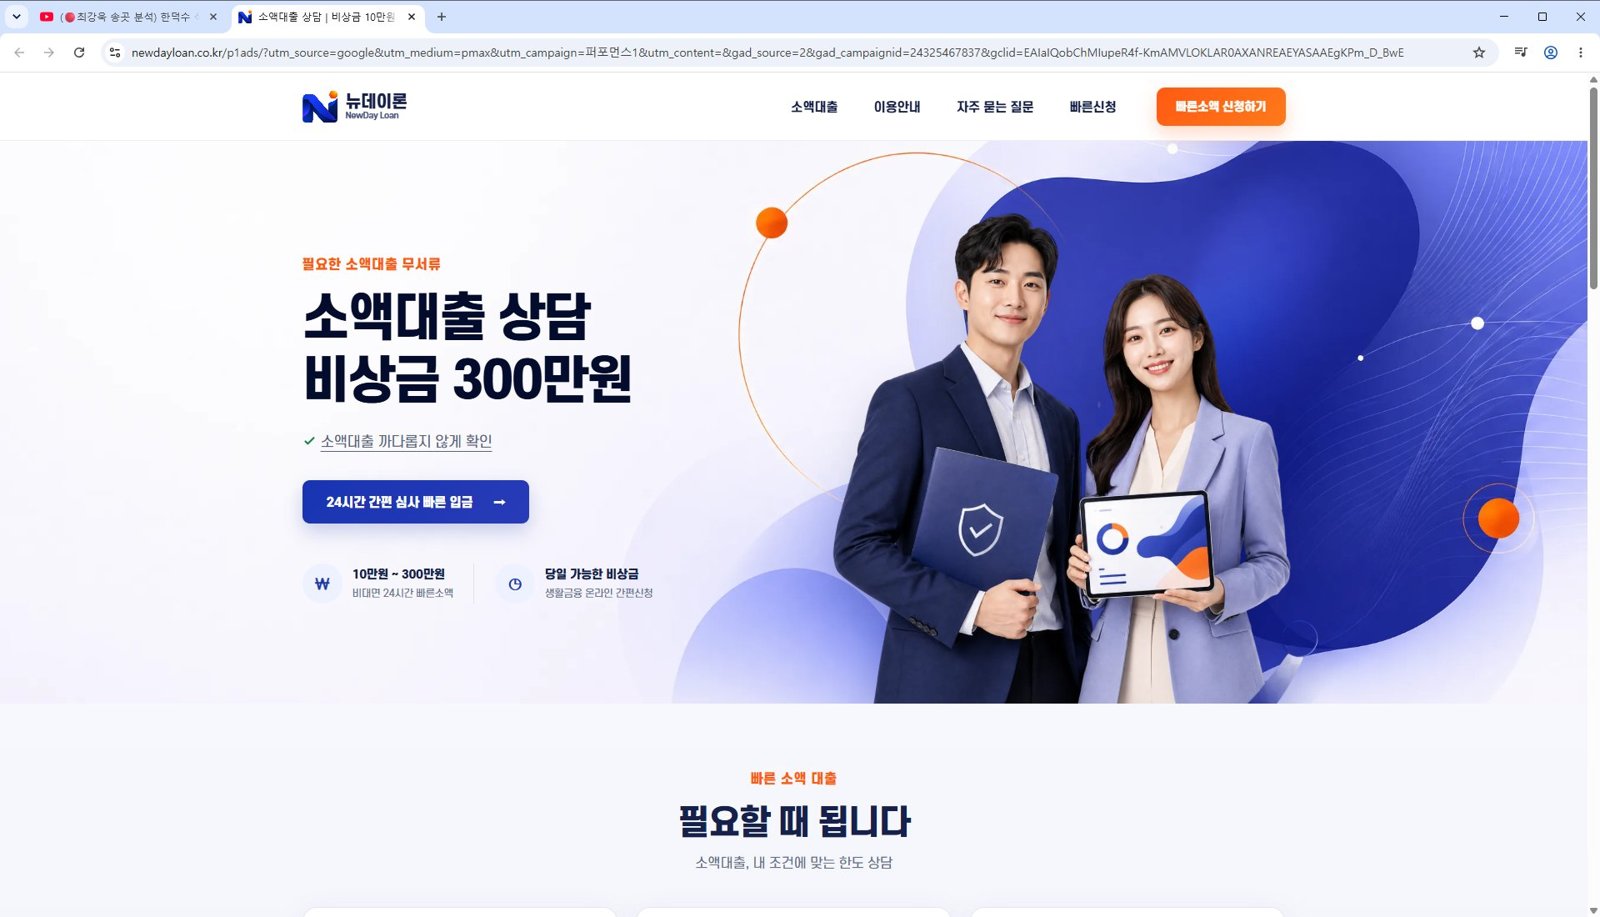 (🔴최강욱 송곳 분석) 한덕수
소액대출 상담 | 비상금 10만원
newdayloan.co.kr/p1ads/?utm_source=google&utm_medium=pmax&utm_campaign=퍼포먼스1&utm_content=&gad_source=2&gad_campaignid=24325467837&gclid=EAIaIQobChMIupeR4f-KmAMVLOKLAR0AXANREAEYASAAEgKPm_D_BwE
뉴데이론
NewDay Loan
소액대출
이용안내
자주 묻는 질문
빠른신청
빠른소액 신청하기
필요한 소액대출 무서류
소액대출 상담
비상금 300만원
소액대출 까다롭지 않게 확인
24시간 간편 심사 빠른 입금 →
10만원 ~ 300만원
비대면 24시간 빠른소액
당일 가능한 비상금
생활금융 온라인 간편신청
빠른 소액 대출
필요할 때 됩니다
소액대출, 내 조건에 맞는 한도 상담